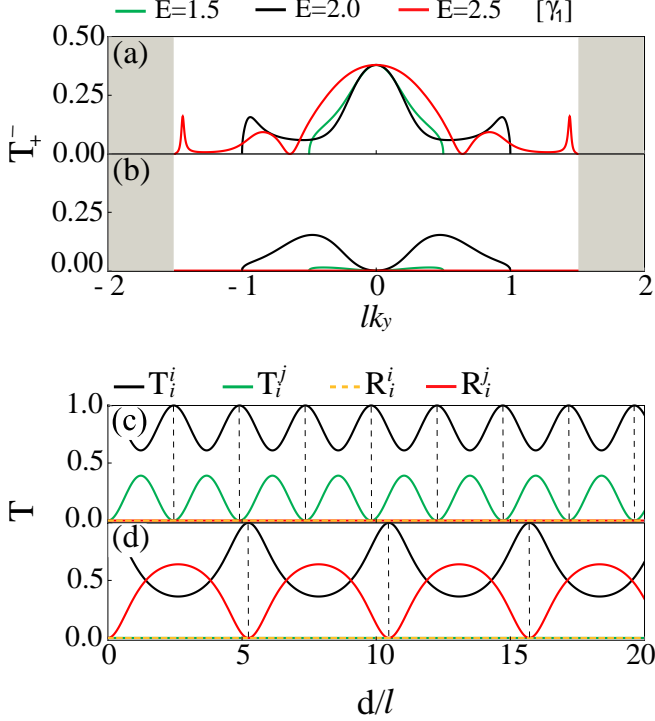 E=1.5 E=2.0 E=2.5 [γ₁]
(a)
0.50
0.25
0.00
T₊⁻
(b)
0.25
0.00
-2 -1 0 1 2
lk_y
T_i^i T_i^j R_i^i R_i^j
(c)
1.0
0.5
0.0
T
(d)
0.5
0.0
0 5 10 15 20
d/l